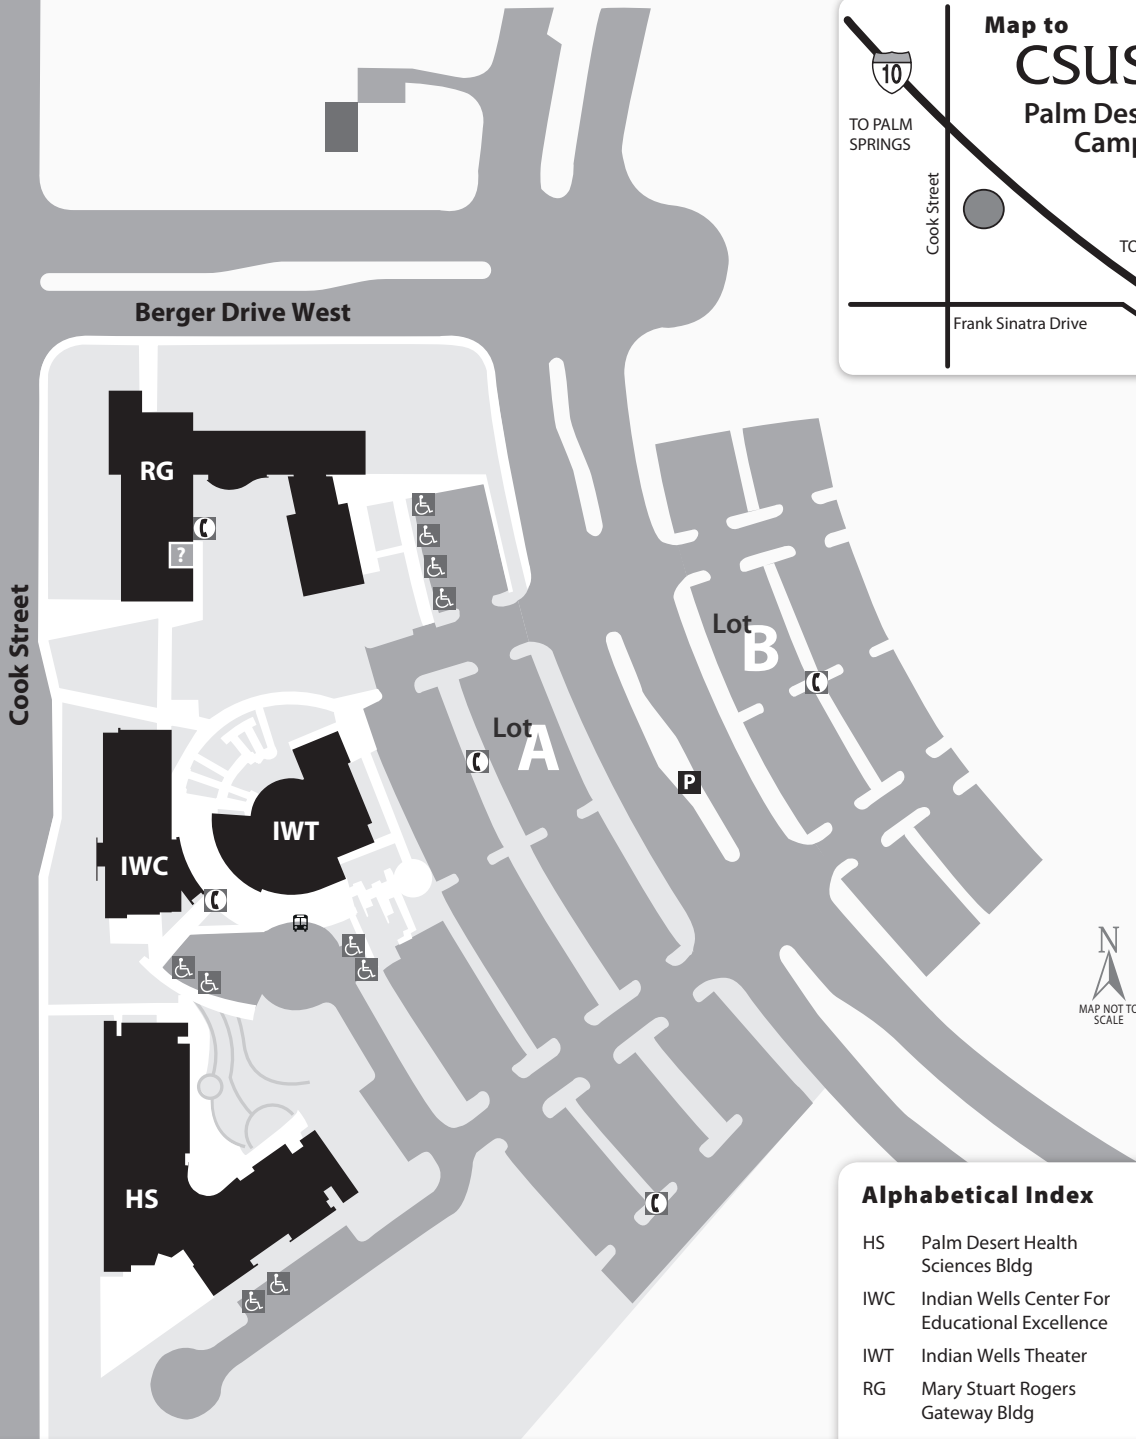 Map to
CSUS
Palm Des
Camp
10
TO PALM
SPRINGS
Cook Street
TO
Frank Sinatra Drive
Berger Drive West
RG
?
Cook Street
Lot
B
Lot
A
P
IWT
IWC
N
MAP NOT TO
SCALE
HS
Alphabetical Index
HS Palm Desert Health
Sciences Bldg
IWC Indian Wells Center For
Educational Excellence
IWT Indian Wells Theater
RG Mary Stuart Rogers
Gateway Bldg